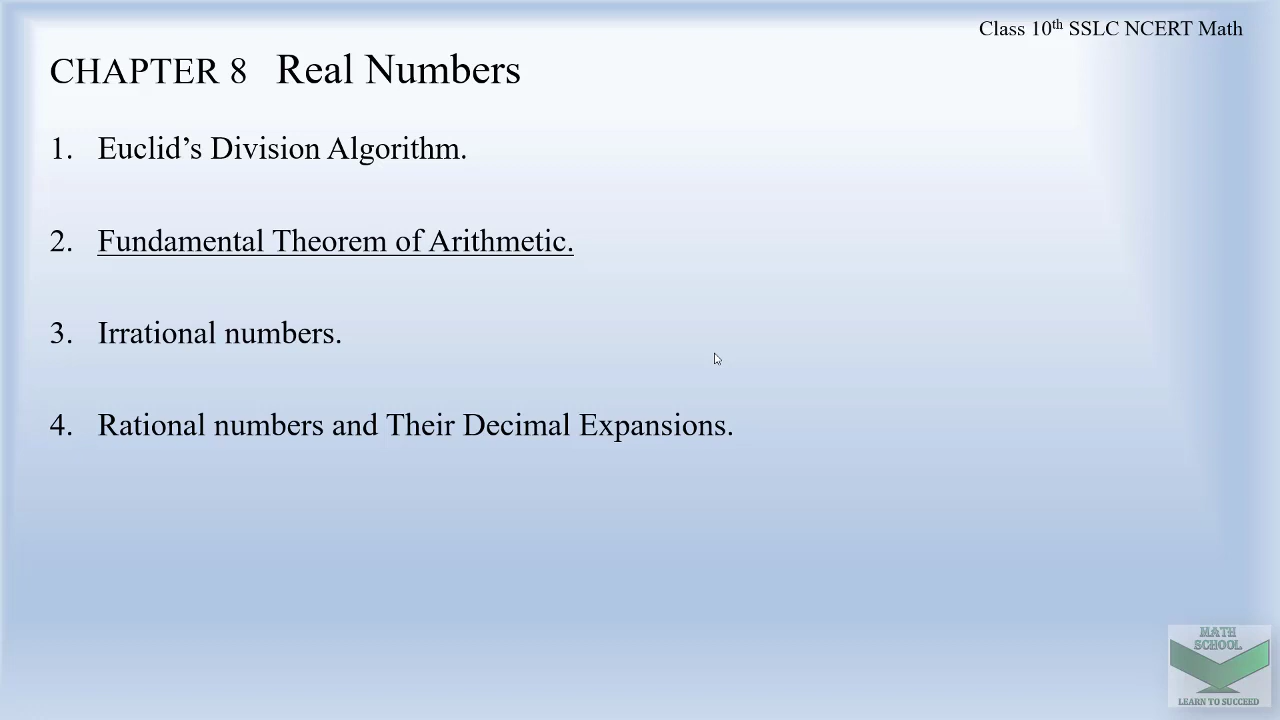 Class 10th SSLC NCERT Math
CHAPTER 8 Real Numbers
1. Euclid’s Division Algorithm.
2. Fundamental Theorem of Arithmetic.
3. Irrational numbers.
4. Rational numbers and Their Decimal Expansions.
MATH
SCHOOL
LEARN TO SUCCEED